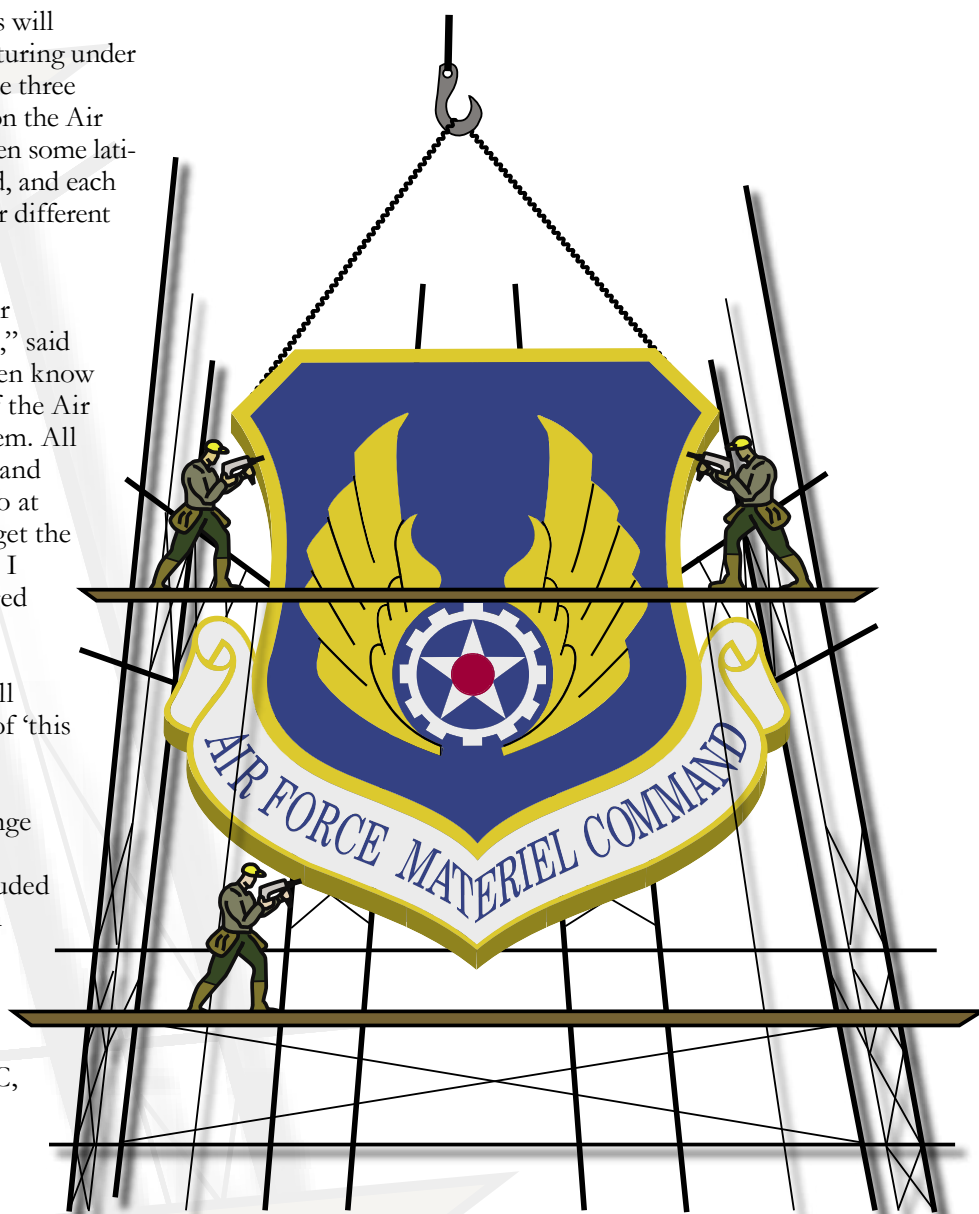 s will
turing under
e three
on the Air
en some lati-
d, and each
r different
r
,” said
en know
f the Air
em. All
and
o at
get the
I
ed
ll
of ‘this
nge
uded
C,
AIR FORCE MATERIEL COMMAND